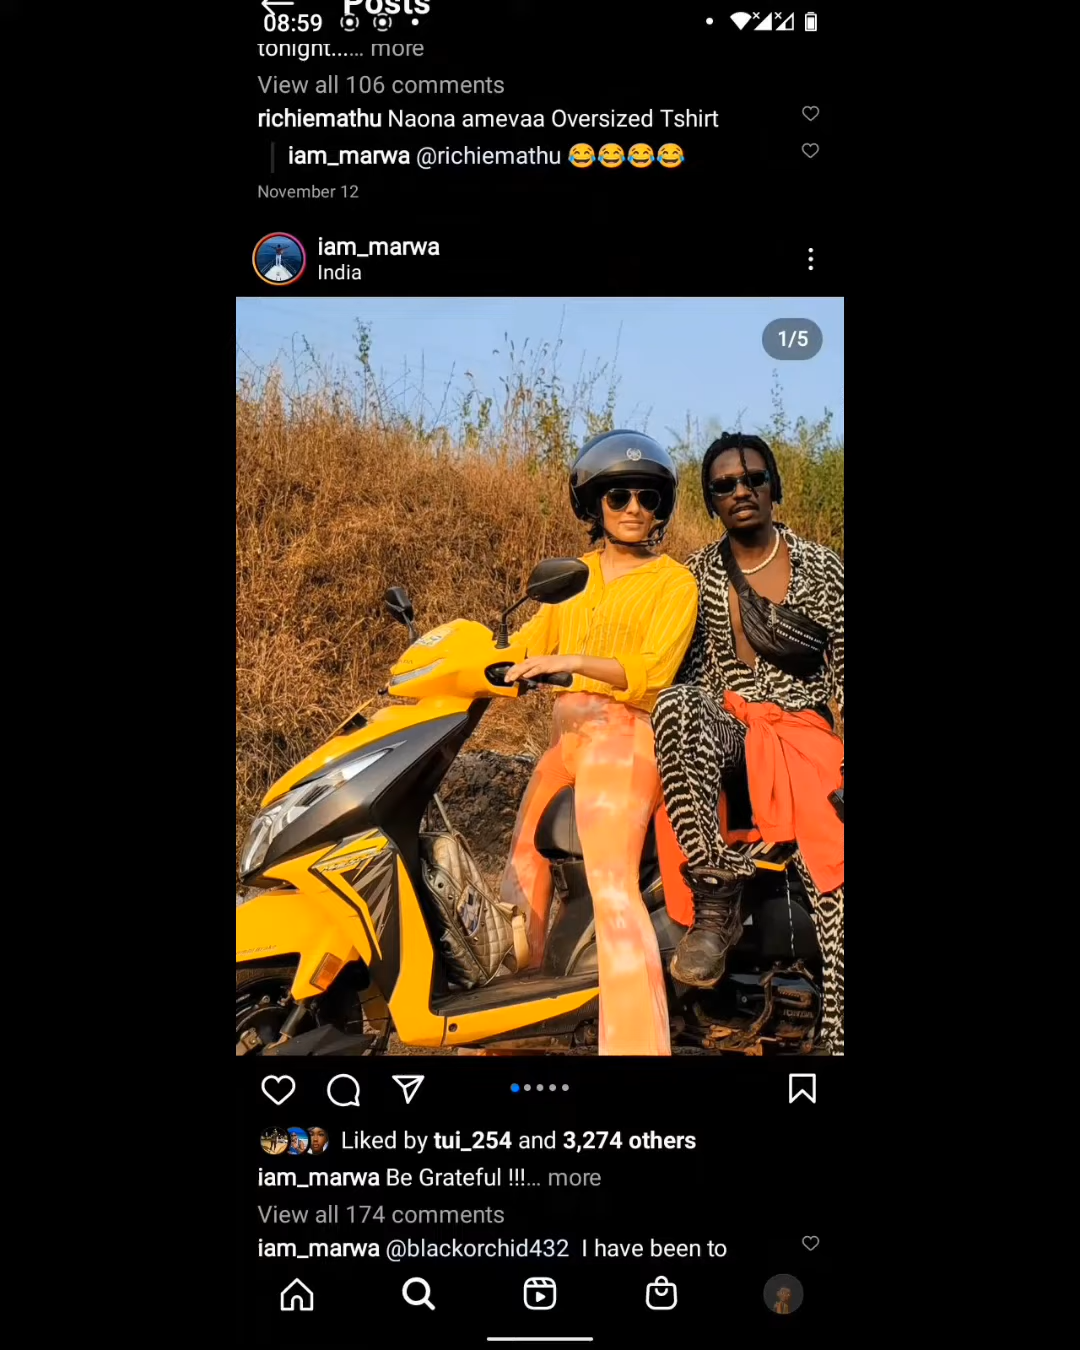 Posts
08:59
tonight...... more
View all 106 comments
richiemathu Naona amevaa Oversized Tshirt
iam_marwa @richiemathu 😂😂😂😂
November 12
iam_marwa
India
1/5
Liked by tui_254 and 3,274 others
iam_marwa Be Grateful !!!... more
View all 174 comments
iam_marwa @blackorchid432 I have been to